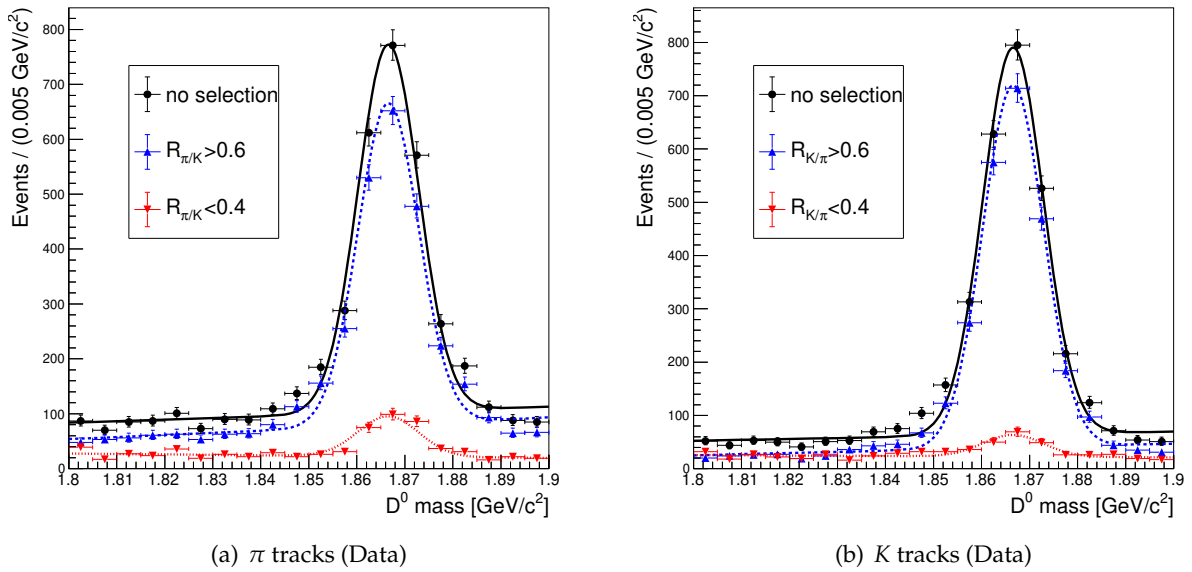 Events / (0.005 GeV/c²)
800
700
600
500
400
300
200
100
0
no selection
R_{π/K}>0.6
R_{π/K}<0.4
1.8 1.81 1.82 1.83 1.84 1.85 1.86 1.87 1.88 1.89 1.9
D⁰ mass [GeV/c²]
(a) π tracks (Data)
Events / (0.005 GeV/c²)
800
700
600
500
400
300
200
100
0
no selection
R_{K/π}>0.6
R_{K/π}<0.4
1.8 1.81 1.82 1.83 1.84 1.85 1.86 1.87 1.88 1.89 1.9
D⁰ mass [GeV/c²]
(b) K tracks (Data)